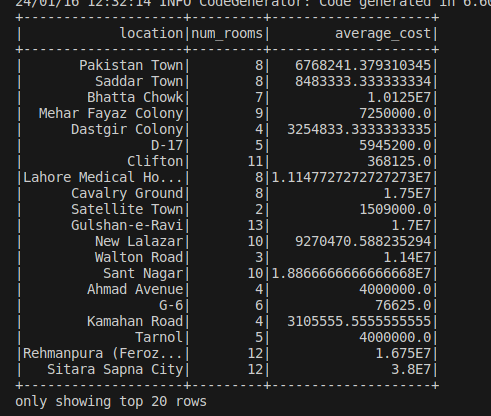 24/01/16 12:32:14 INFO CodeGenerator: Code generated in 6.60
+--------------------+---------+--------------------+
|            location|num_rooms|        average_cost|
+--------------------+---------+--------------------+
|       Pakistan Town|        8|   6768241.379310345|
|         Saddar Town|        8|   8483333.333333334|
|        Bhatta Chowk|        7|            1.0125E7|
|  Mehar Fayaz Colony|        9|           7250000.0|
|      Dastgir Colony|        4|  3254833.3333333335|
|                D-17|        5|           5945200.0|
|             Clifton|       11|            368125.0|
|Lahore Medical Ho...|        8|1.1147727272727273E7|
|      Cavalry Ground|        8|              1.75E7|
|      Satellite Town|        2|           1509000.0|
|      Gulshan-e-Ravi|       13|               1.7E7|
|         New Lalazar|       10|   9270470.588235294|
|         Walton Road|        3|              1.14E7|
|          Sant Nagar|       10|1.8866666666666668E7|
|        Ahmad Avenue|        4|           4000000.0|
|                 G-6|        6|             76625.0|
|        Kamahan Road|        4|  3105555.5555555555|
|              Tarnol|        5|           4000000.0|
|Rehmanpura (Feroz...|       12|             1.675E7|
|   Sitara Sapna City|       12|               3.8E7|
+--------------------+---------+--------------------+
only showing top 20 rows